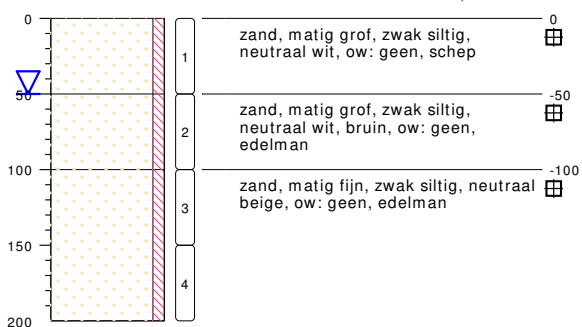 0
50
100
150
200
1
2
3
4
zand, matig grof, zwak siltig,
neutraal wit, ow: geen, schep
zand, matig grof, zwak siltig,
neutraal wit, bruin, ow: geen,
edelman
zand, matig fijn, zwak siltig, neutraal
beige, ow: geen, edelman
0
-50
-100